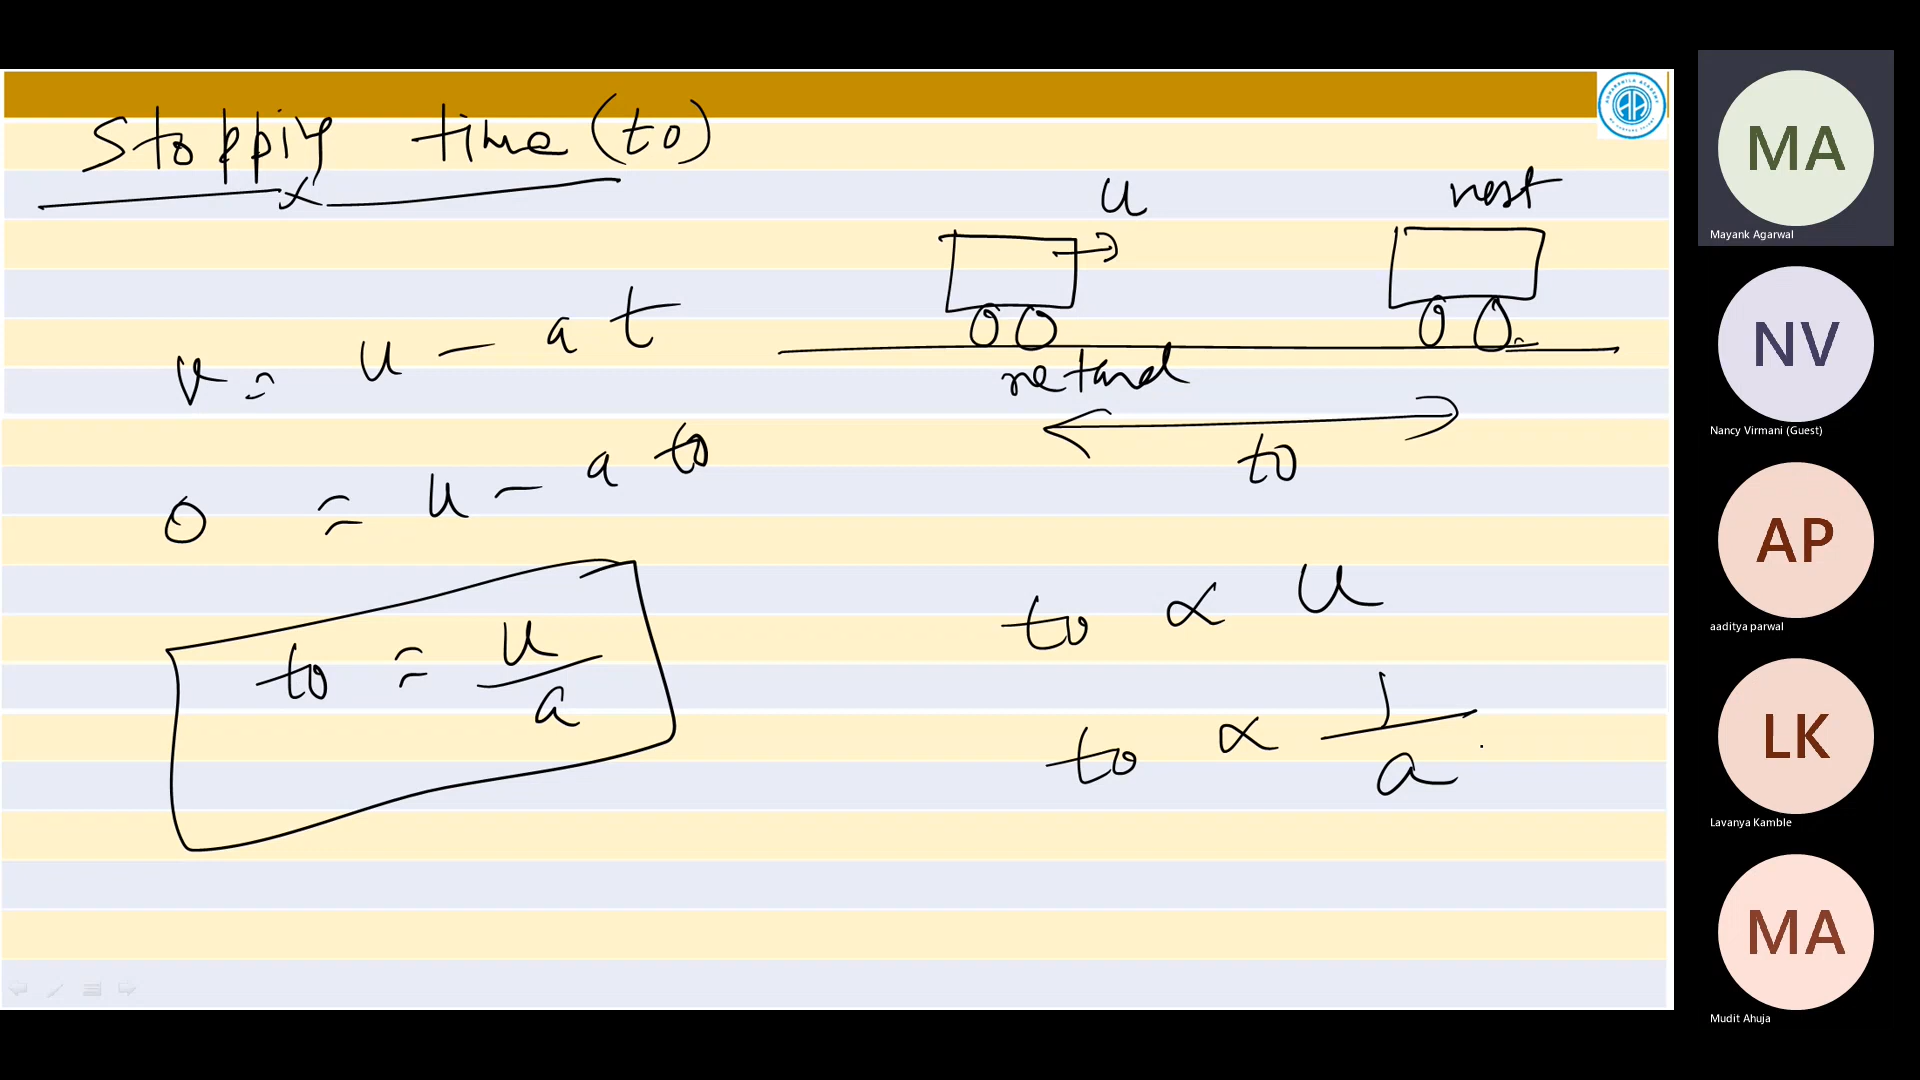 Stoppig time (to)
u
rest
v = u - at
retard
to
0 = u - a to
to = u/a
to ∝ u
to ∝ 1/a
MA
Mayank Agarwal
NV
Nancy Virmani (Guest)
AP
aaditya parwal
LK
Lavanya Kamble
MA
Mudit Ahuja